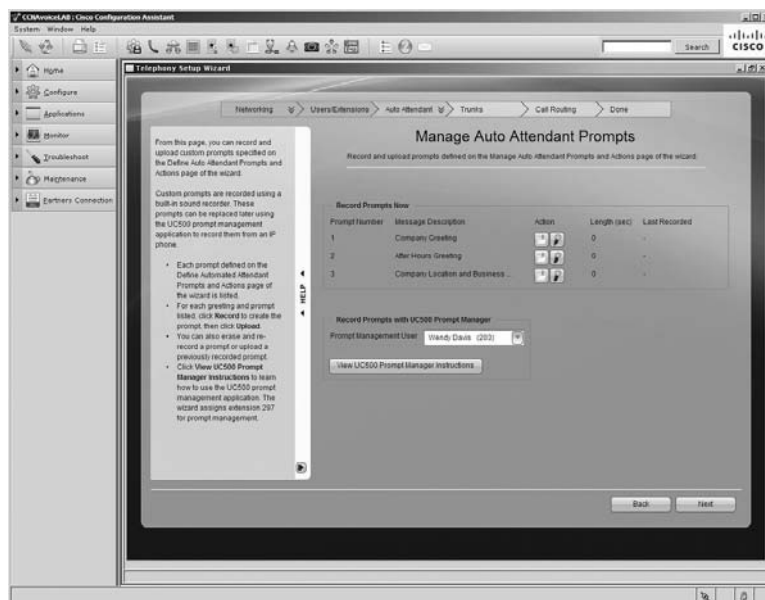 CCNAvoiceLAB : Cisco Configuration Assistant
System Window Help
Search
CISCO
Home
Configure
Applications
Monitor
Troubleshoot
Maintenance
Partners Connection
Telephony Setup Wizard
Networking Users/Extensions Auto Attendant Trunks Call Routing Done
From this page, you can record and
upload custom prompts specified on
the Define Auto Attendant Prompts and
Actions page of the wizard.
Custom prompts are recorded using a
built-in sound recorder. These
prompts can be replaced later using
the UC500 prompt management
application to record them from an IP
phone.
• Each prompt defined on the
Define Automated Attendant
Prompts and Actions page of
the wizard is listed.
• For each greeting and prompt
listed, click Record to create the
prompt, then click Upload.
• You can also erase and re-
record a prompt or upload a
previously recorded prompt.
• Click View UC500 Prompt
Manager Instructions to learn
how to use the UC500 prompt
management application. The
wizard assigns extension 297
for prompt management.
HELP
Manage Auto Attendant Prompts
Record and upload prompts defined on the Manage Auto Attendant Prompts and Actions page of the wizard.
Record Prompts Now
Prompt Number Message Description Action Length (sec) Last Recorded
1 Company Greeting 0 -
2 After Hours Greeting 0 -
3 Company Location and Business ... 0 -
Record Prompts with UC500 Prompt Manager
Prompt Management User Wendy Davis (203)
View UC500 Prompt Manager Instructions
Back Next